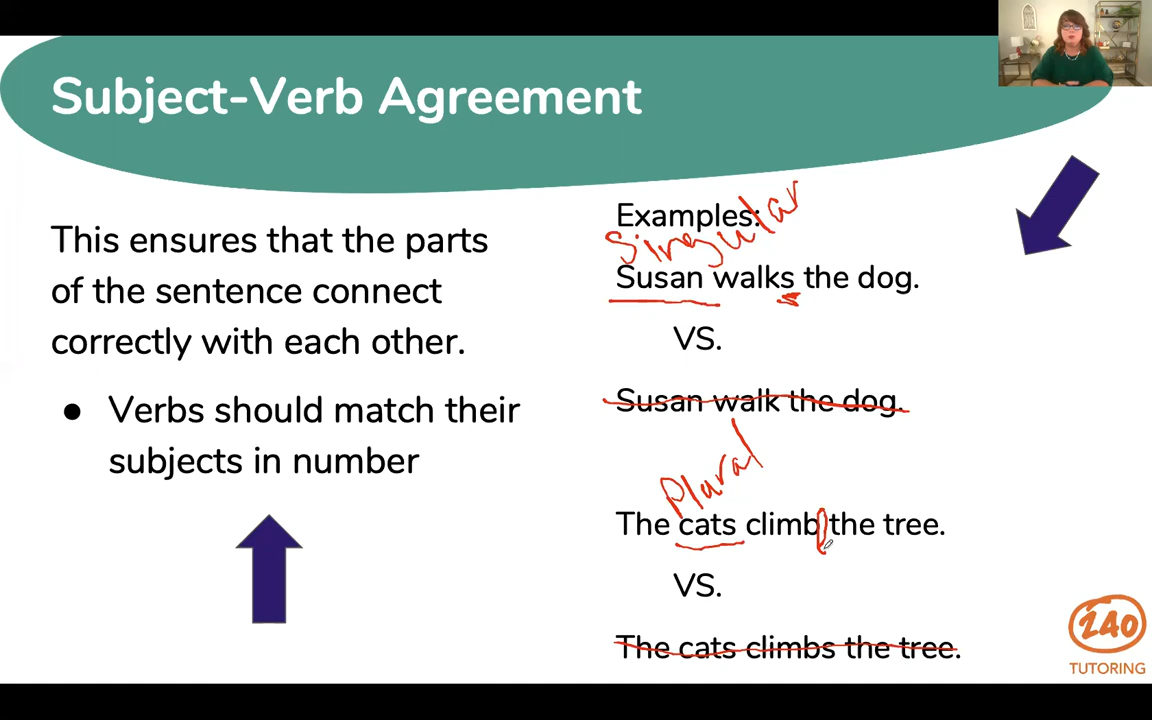 Subject-Verb Agreement
This ensures that the parts
of the sentence connect
correctly with each other.
● Verbs should match their
subjects in number
Examples:
Singular
Susan walks the dog.
VS.
Susan walk the dog.
Plural
The cats climb the tree.
VS.
The cats climbs the tree.
240
TUTORING